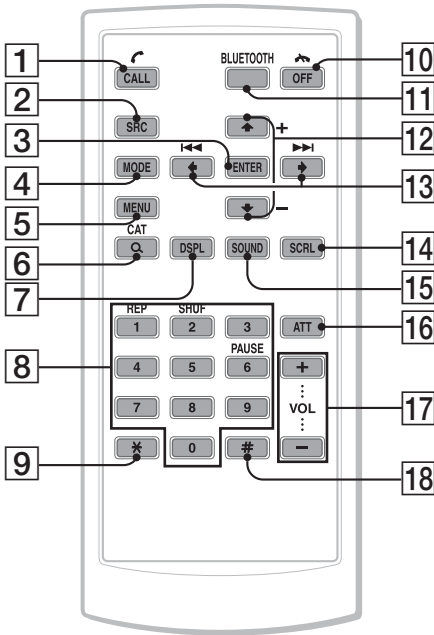 1 CALL BLUETOOTH OFF 10
11
2 SRC + 12
3 ENTER
4 MODE 13
5 MENU −
CAT
6 DSPL SOUND SCRL 14
7 15
REP SHUF
1 2 3 ATT 16
PAUSE
8 4 5 6 +
7 8 9 VOL 17
9 * 0 # − 18